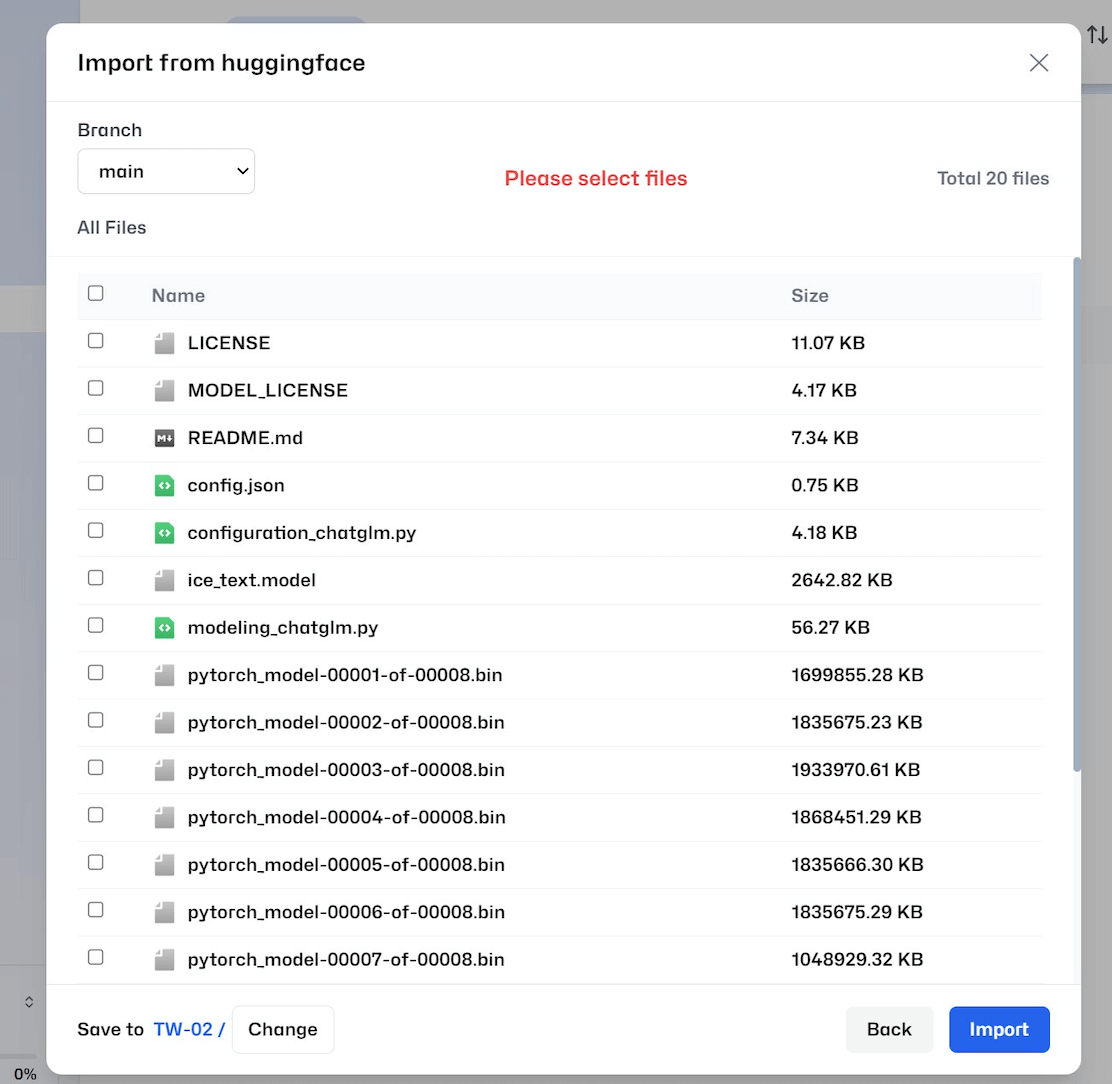 Import from huggingface
Branch
main
Please select files
Total 20 files
All Files
Name Size
LICENSE 11.07 KB
MODEL_LICENSE 4.17 KB
README.md 7.34 KB
config.json 0.75 KB
configuration_chatglm.py 4.18 KB
ice_text.model 2642.82 KB
modeling_chatglm.py 56.27 KB
pytorch_model-00001-of-00008.bin 1699855.28 KB
pytorch_model-00002-of-00008.bin 1835675.23 KB
pytorch_model-00003-of-00008.bin 1933970.61 KB
pytorch_model-00004-of-00008.bin 1868451.29 KB
pytorch_model-00005-of-00008.bin 1835666.30 KB
pytorch_model-00006-of-00008.bin 1835675.29 KB
pytorch_model-00007-of-00008.bin 1048929.32 KB
Save to TW-02 / Change Back Import
0%